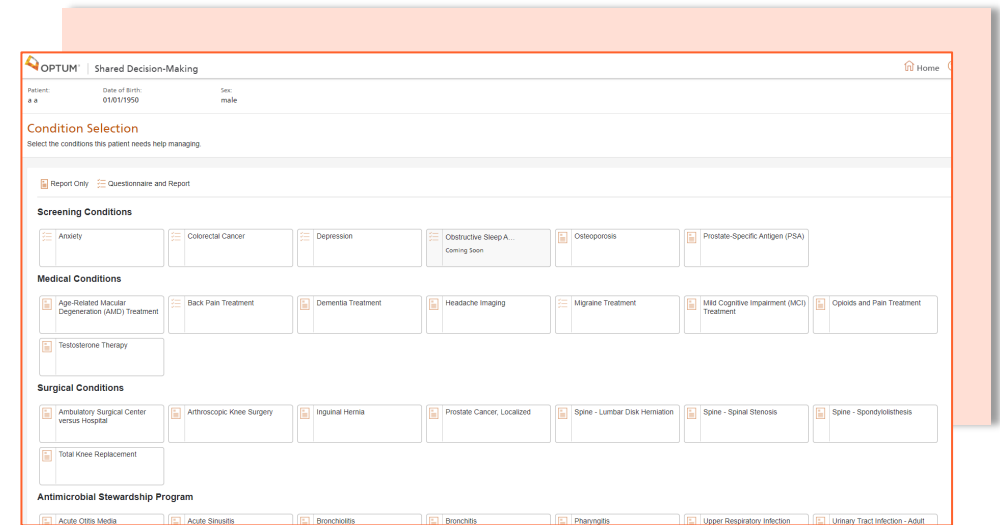 OPTUM® Shared Decision-Making
Home
Patient: Date of Birth: Sex:
a a 01/01/1950 male
Condition Selection
Select the conditions this patient needs help managing.
Report Only Questionnaire and Report
Screening Conditions
Anxiety
Colorectal Cancer
Depression
Obstructive Sleep A...
Coming Soon
Osteoporosis
Prostate-Specific Antigen (PSA)
Medical Conditions
Age-Related Macular
Degeneration (AMD) Treatment
Back Pain Treatment
Dementia Treatment
Headache Imaging
Migraine Treatment
Mild Cognitive Impairment (MCI)
Treatment
Opioids and Pain Treatment
Testosterone Therapy
Surgical Conditions
Ambulatory Surgical Center
versus Hospital
Arthroscopic Knee Surgery
Inguinal Hernia
Prostate Cancer, Localized
Spine - Lumbar Disk Herniation
Spine - Spinal Stenosis
Spine - Spondylolisthesis
Total Knee Replacement
Antimicrobial Stewardship Program
Acute Otitis Media
Acute Sinusitis
Bronchiolitis
Bronchitis
Pharyngitis
Upper Respiratory Infection
Urinary Tract Infection - Adult